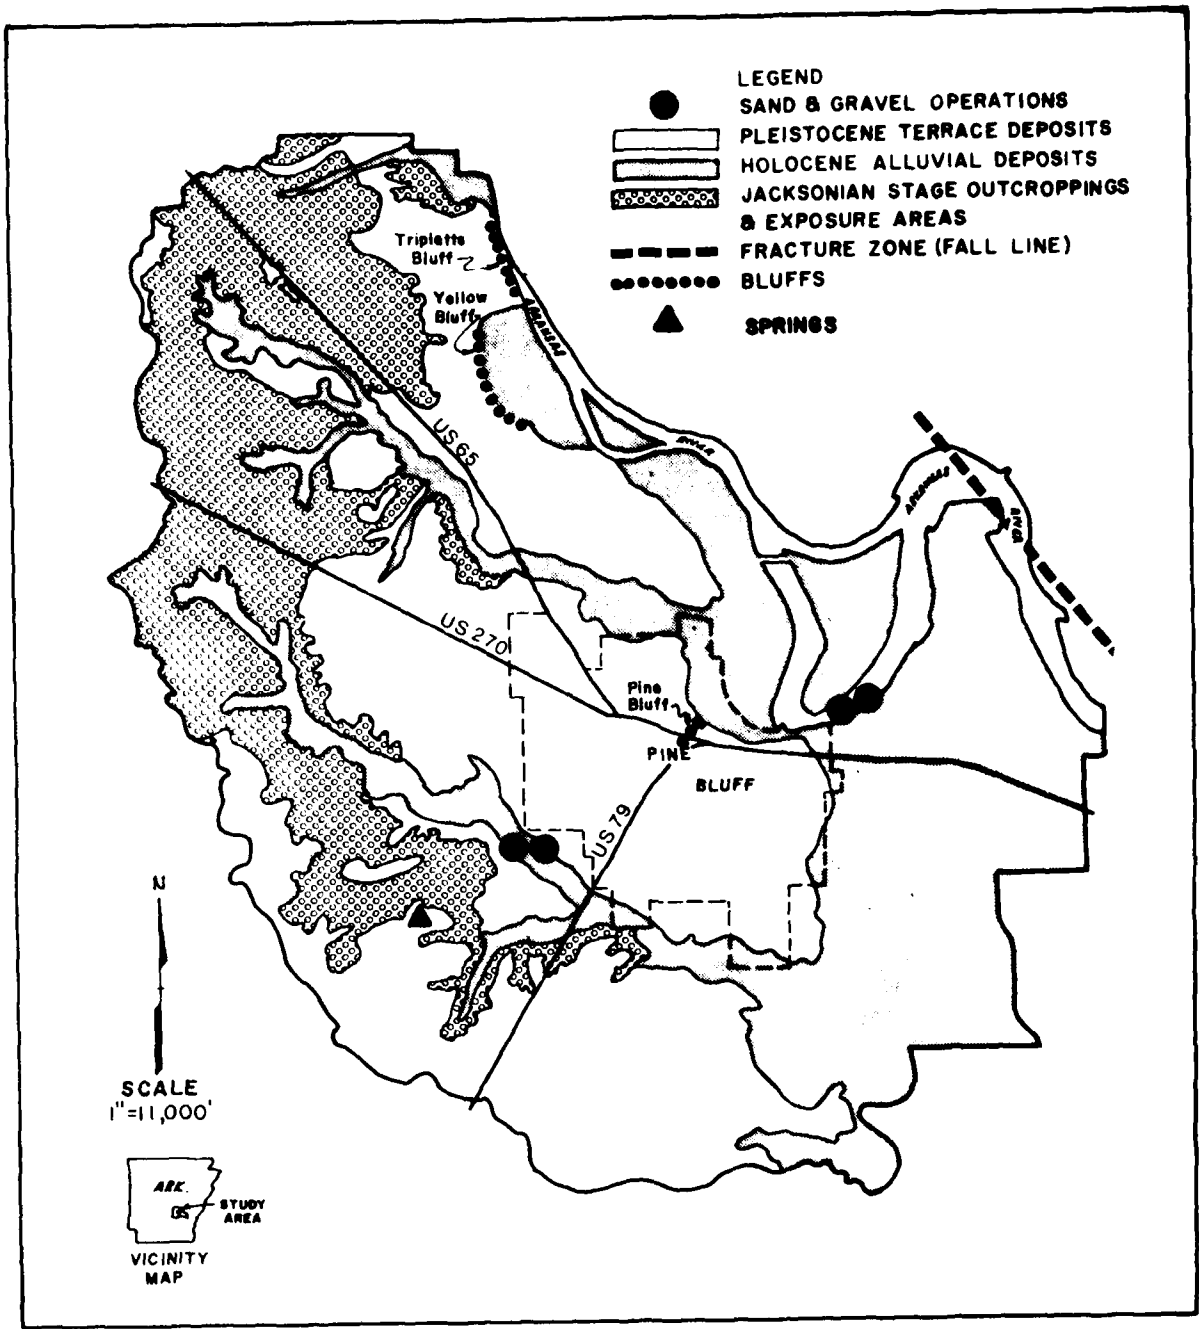 LEGEND
SAND & GRAVEL OPERATIONS
PLEISTOCENE TERRACE DEPOSITS
HOLOCENE ALLUVIAL DEPOSITS
JACKSONIAN STAGE OUTCROPPINGS
& EXPOSURE AREAS
FRACTURE ZONE (FALL LINE)
BLUFFS
SPRINGS
Tripletts
Bluff
Yellow
Bluff
RIVER
ARKANSAS
RIVER
US 65
US 270
Pine
Bluff
PINE
BLUFF
US 79
N
SCALE
1"=11,000'
ARK.
STUDY
AREA
VICINITY
MAP